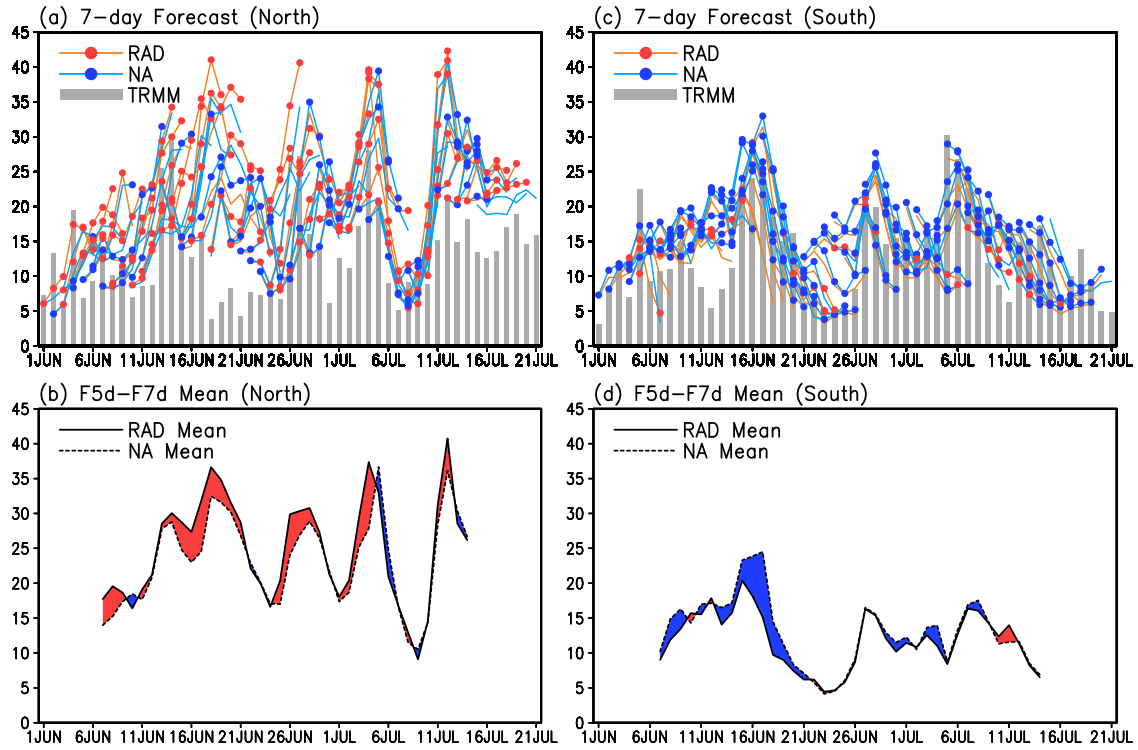 (a) 7-day Forecast (North)
45
40
35
30
25
20
15
10
5
0
RAD
NA
TRMM
1JUN 6JUN 11JUN 16JUN 21JUN 26JUN 1JUL 6JUL 11JUL 16JUL 21JUL
(c) 7-day Forecast (South)
45
40
35
30
25
20
15
10
5
0
RAD
NA
TRMM
1JUN 6JUN 11JUN 16JUN 21JUN 26JUN 1JUL 6JUL 11JUL 16JUL 21JUL
(b) F5d-F7d Mean (North)
45
40
35
30
25
20
15
10
5
0
RAD Mean
NA Mean
1JUN 6JUN 11JUN 16JUN 21JUN 26JUN 1JUL 6JUL 11JUL 16JUL 21JUL
(d) F5d-F7d Mean (South)
45
40
35
30
25
20
15
10
5
0
RAD Mean
NA Mean
1JUN 6JUN 11JUN 16JUN 21JUN 26JUN 1JUL 6JUL 11JUL 16JUL 21JUL